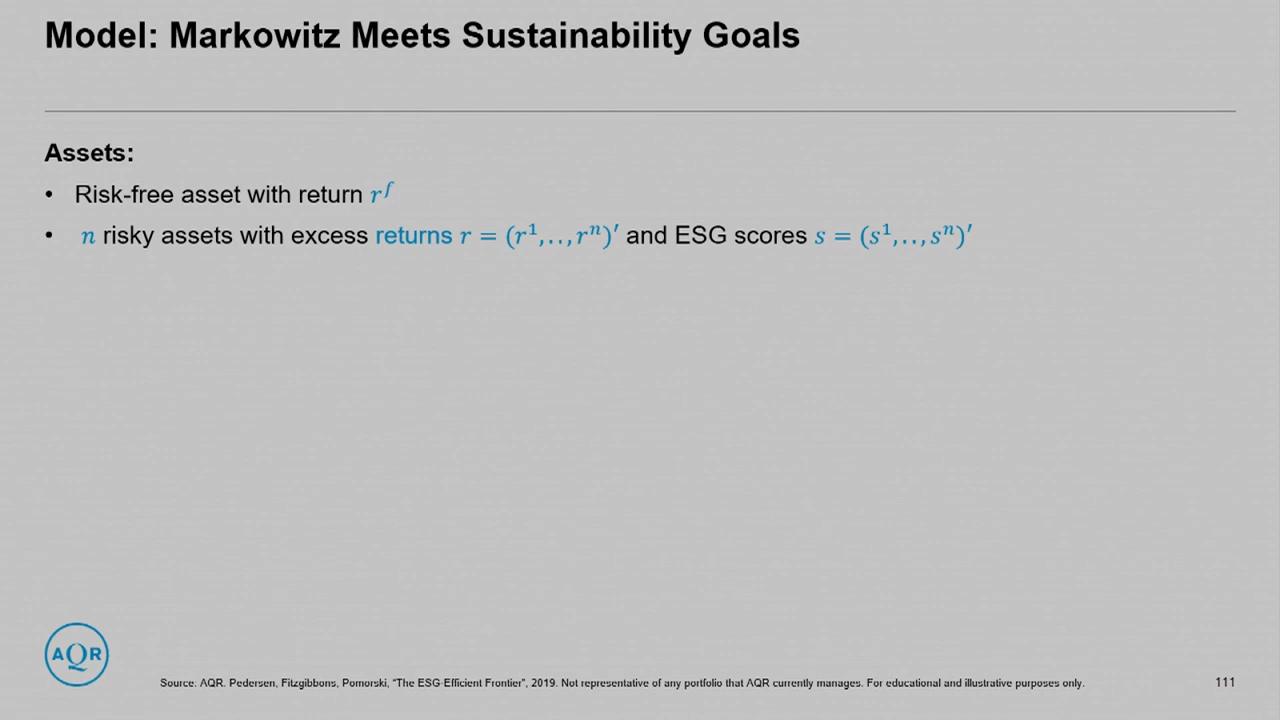 Model: Markowitz Meets Sustainability Goals
Assets:
• Risk-free asset with return r^f
• n risky assets with excess returns r = (r^1,..,r^n)′ and ESG scores s = (s^1,..,s^n)′
AQR
Source: AQR. Pedersen, Fitzgibbons, Pomorski, “The ESG-Efficient Frontier”, 2019. Not representative of any portfolio that AQR currently manages. For educational and illustrative purposes only.
111